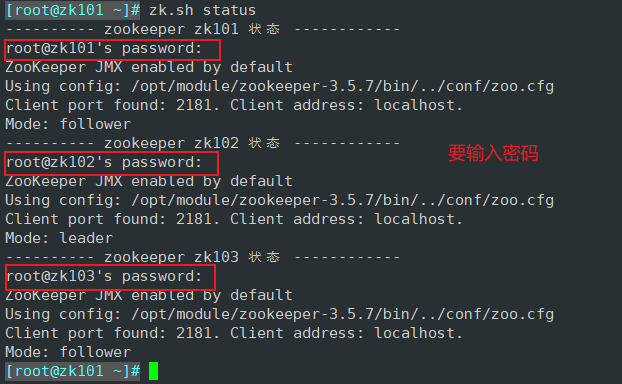 [root@zk101 ~]# zk.sh status
---------- zookeeper zk101 状态 ------------
root@zk101's password:
ZooKeeper JMX enabled by default
Using config: /opt/module/zookeeper-3.5.7/bin/../conf/zoo.cfg
Client port found: 2181. Client address: localhost.
Mode: follower
---------- zookeeper zk102 状态 ------------
root@zk102's password:
要输入密码
ZooKeeper JMX enabled by default
Using config: /opt/module/zookeeper-3.5.7/bin/../conf/zoo.cfg
Client port found: 2181. Client address: localhost.
Mode: leader
---------- zookeeper zk103 状态 ------------
root@zk103's password:
ZooKeeper JMX enabled by default
Using config: /opt/module/zookeeper-3.5.7/bin/../conf/zoo.cfg
Client port found: 2181. Client address: localhost.
Mode: follower
[root@zk101 ~]#